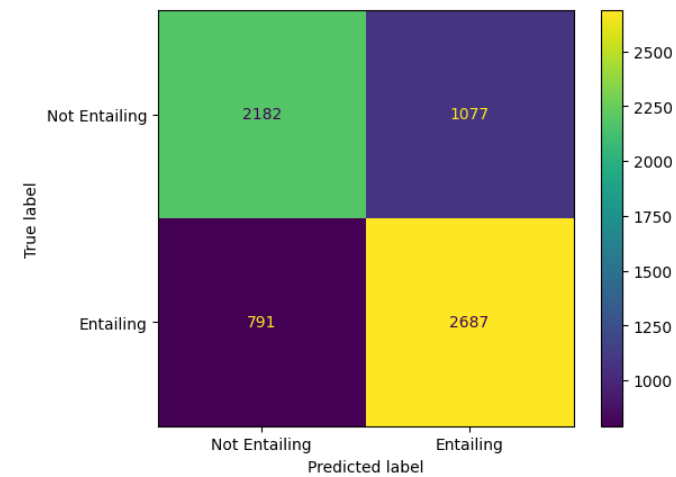 Not Entailing
2182
1077
Entailing
791
2687
True label
Not Entailing
Entailing
Predicted label
2500
2250
2000
1750
1500
1250
1000